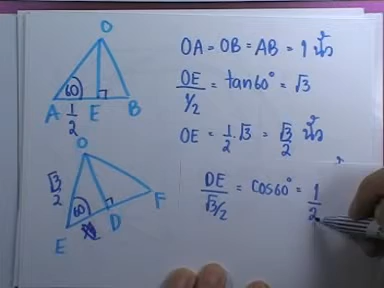 O
60
A E B
1/2
O
√3/2
60
E D F
OA = OB = AB = 1 นิ้ว
OE/(1/2) = tan60° = √3
OE = 1/2 √3 = √3/2 นิ้ว
DE/(√3/2) = cos60° = 1/2